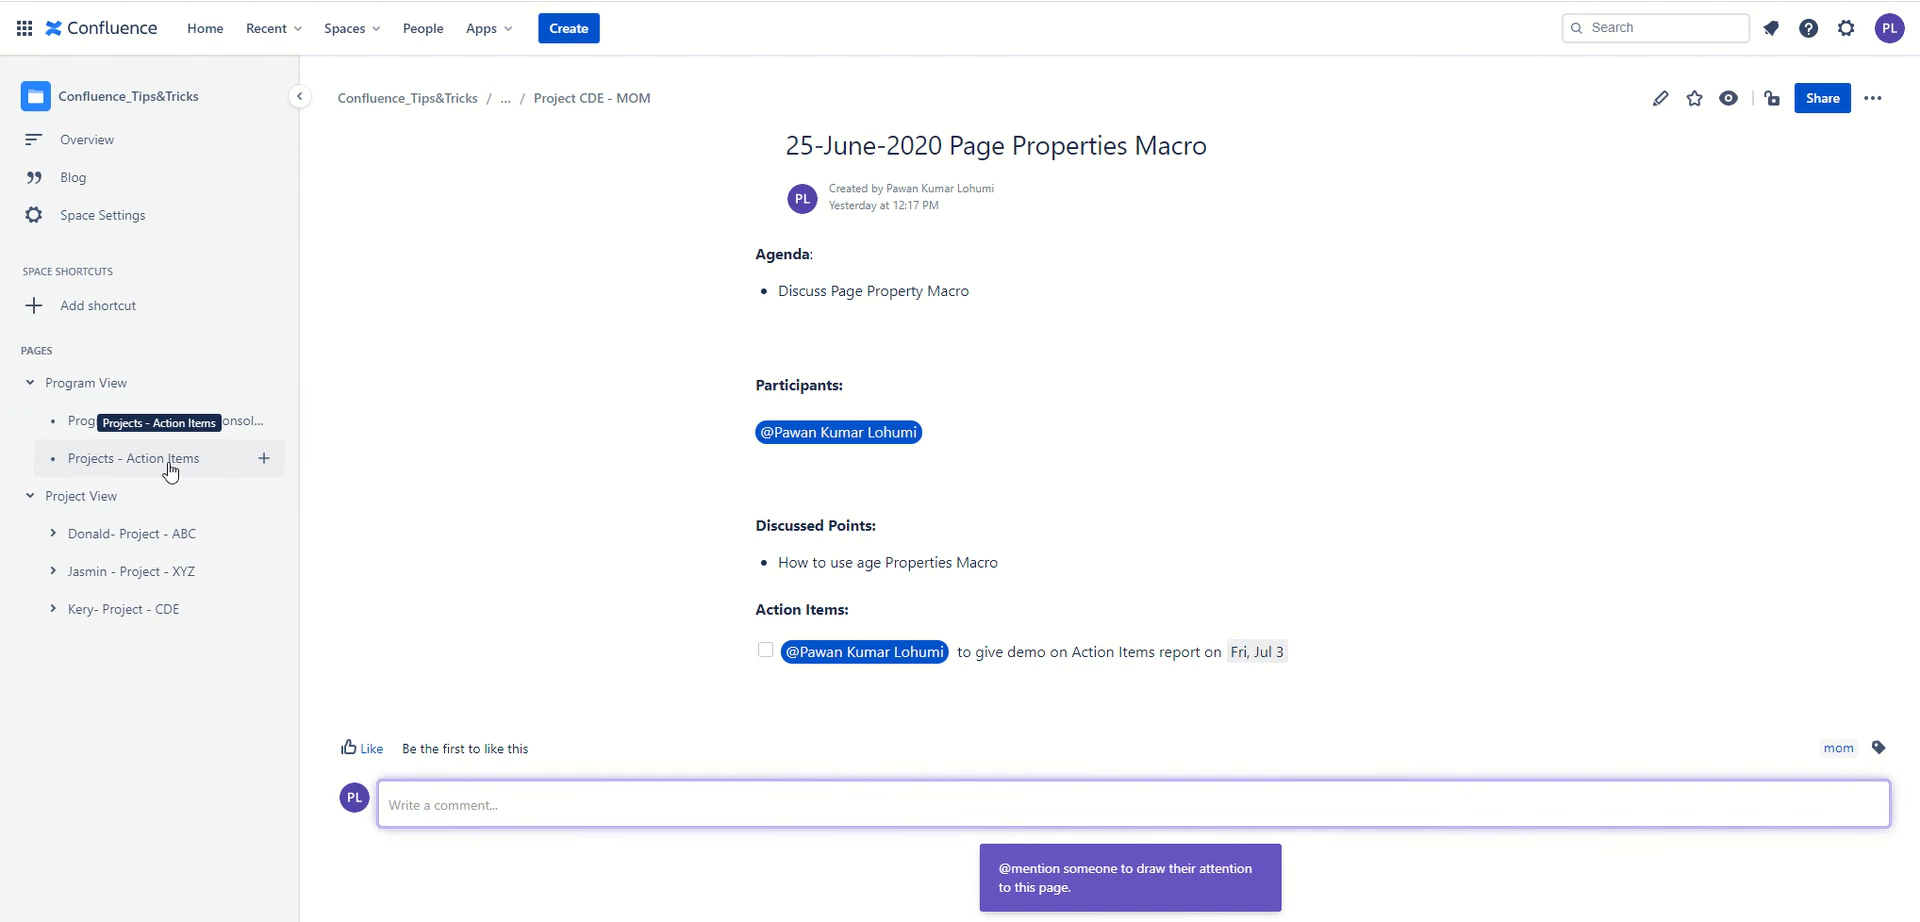 Confluence
Home
Recent
Spaces
People
Apps
Create
Search
PL
Confluence_Tips&Tricks
Overview
Blog
Space Settings
SPACE SHORTCUTS
Add shortcut
PAGES
Program View
Prog
Projects - Action Items
onsol...
Projects - Action Items
Project View
Donald- Project - ABC
Jasmin - Project - XYZ
Kery- Project - CDE
Confluence_Tips&Tricks / ... / Project CDE - MOM
Share
25-June-2020 Page Properties Macro
PL
Created by Pawan Kumar Lohumi
Yesterday at 12:17 PM
Agenda:
• Discuss Page Property Macro
Participants:
@Pawan Kumar Lohumi
Discussed Points:
• How to use age Properties Macro
Action Items:
@Pawan Kumar Lohumi to give demo on Action Items report on Fri, Jul 3
Like
Be the first to like this
mom
PL
Write a comment...
@mention someone to draw their attention
to this page.